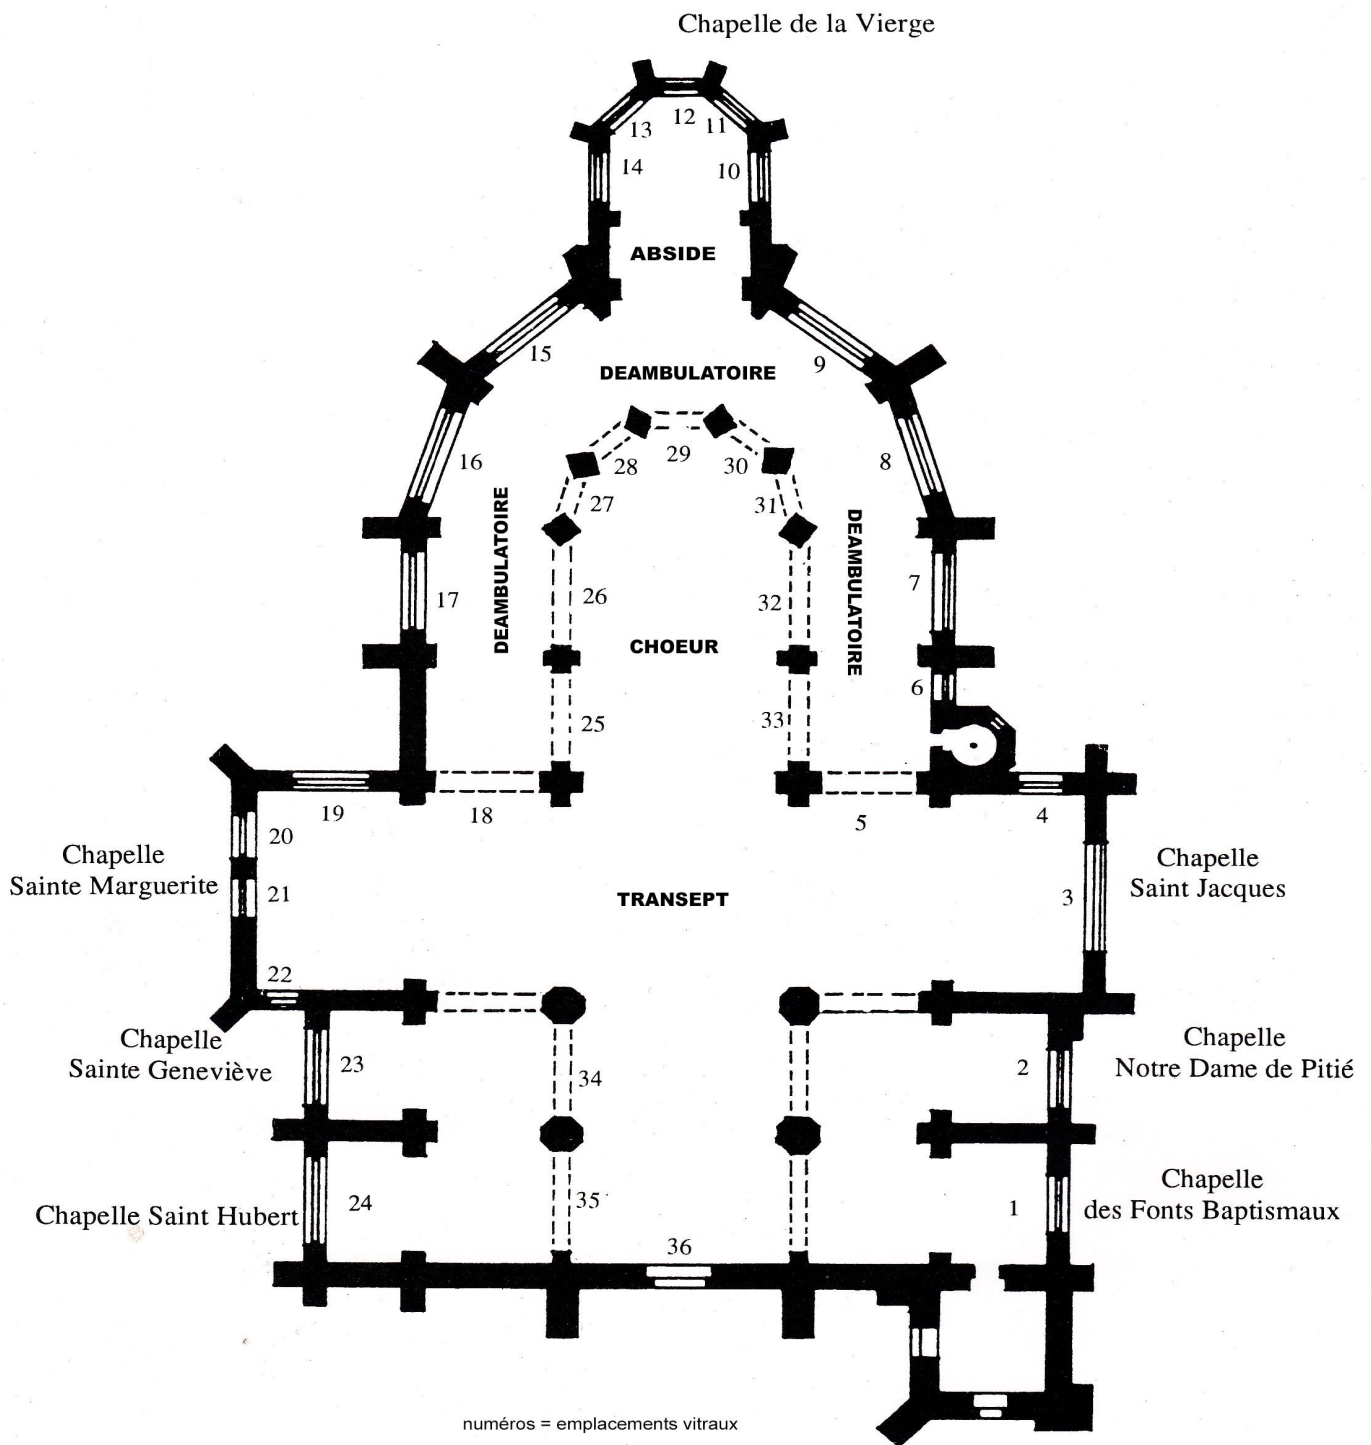 Chapelle de la Vierge
13 12 11
14 10
ABSIDE
15 9
DEAMBULATOIRE
16 28 29 30 8
27 31
DEAMBULATOIRE
DEAMBULATOIRE
17 26 32 7
CHOEUR
6
25 33
19 18 5 4
20
Chapelle
Sainte Marguerite
21
TRANSEPT
3
Chapelle
Saint Jacques
22
Chapelle
Sainte Geneviève
23 34 2
Chapelle
Notre Dame de Pitié
Chapelle Saint Hubert
24 35 1
Chapelle
des Fonts Baptismaux
36
numéros = emplacements vitraux